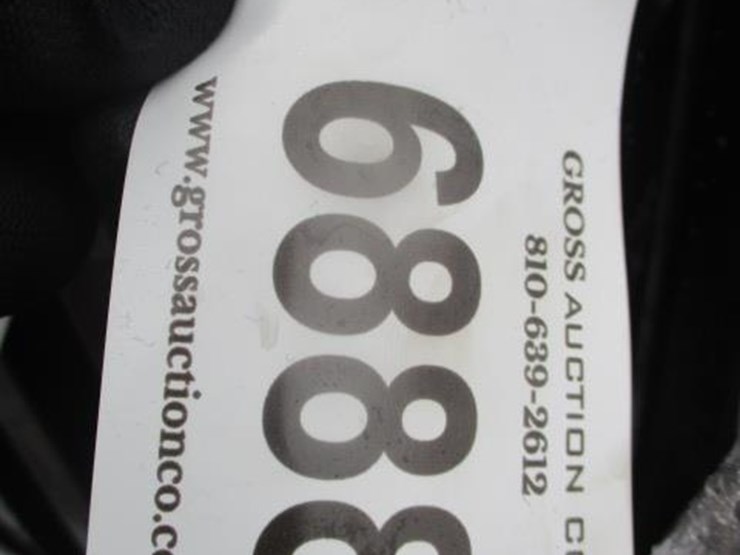 GROSS AUCTION
810-639-2612
688
www.grossauctionco.c